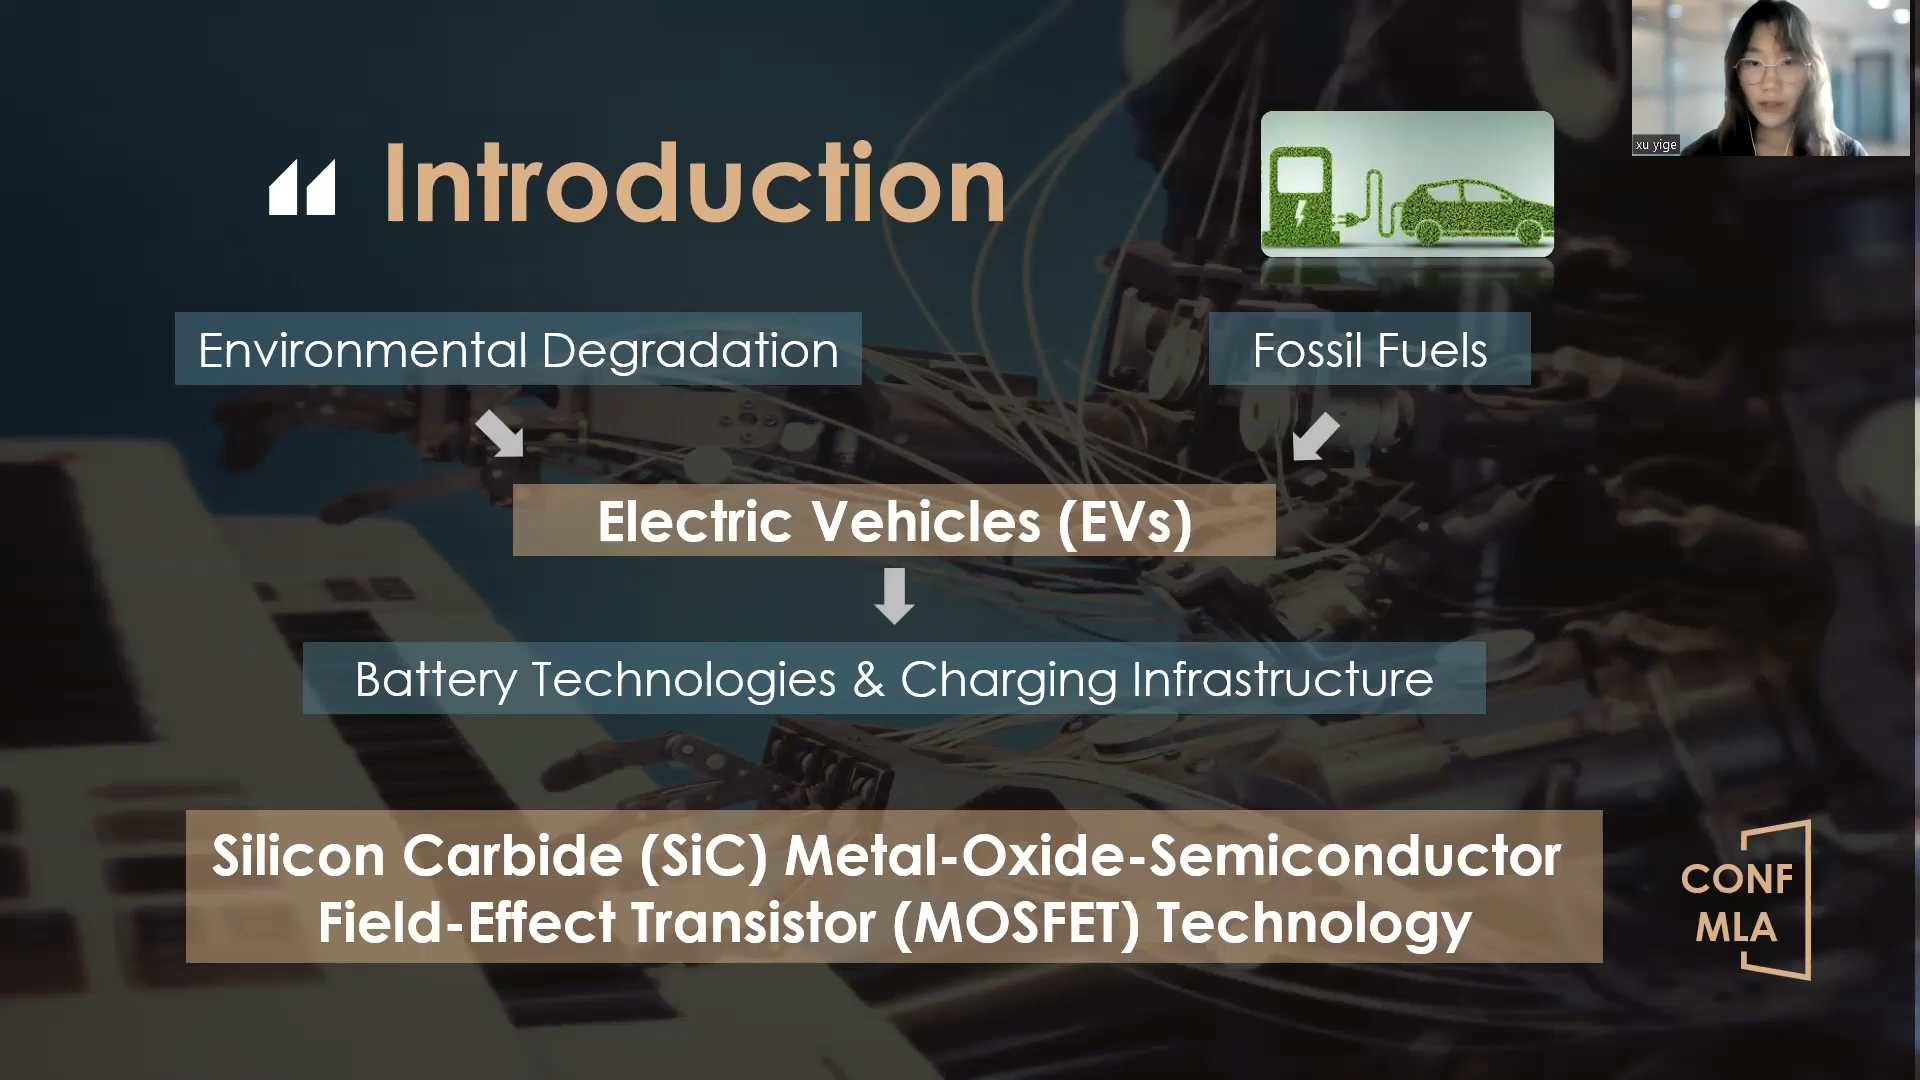 xu yige
Introduction
Environmental Degradation
Fossil Fuels
Electric Vehicles (EVs)
Battery Technologies & Charging Infrastructure
Silicon Carbide (SiC) Metal-Oxide-Semiconductor
Field-Effect Transistor (MOSFET) Technology
CONF
MLA